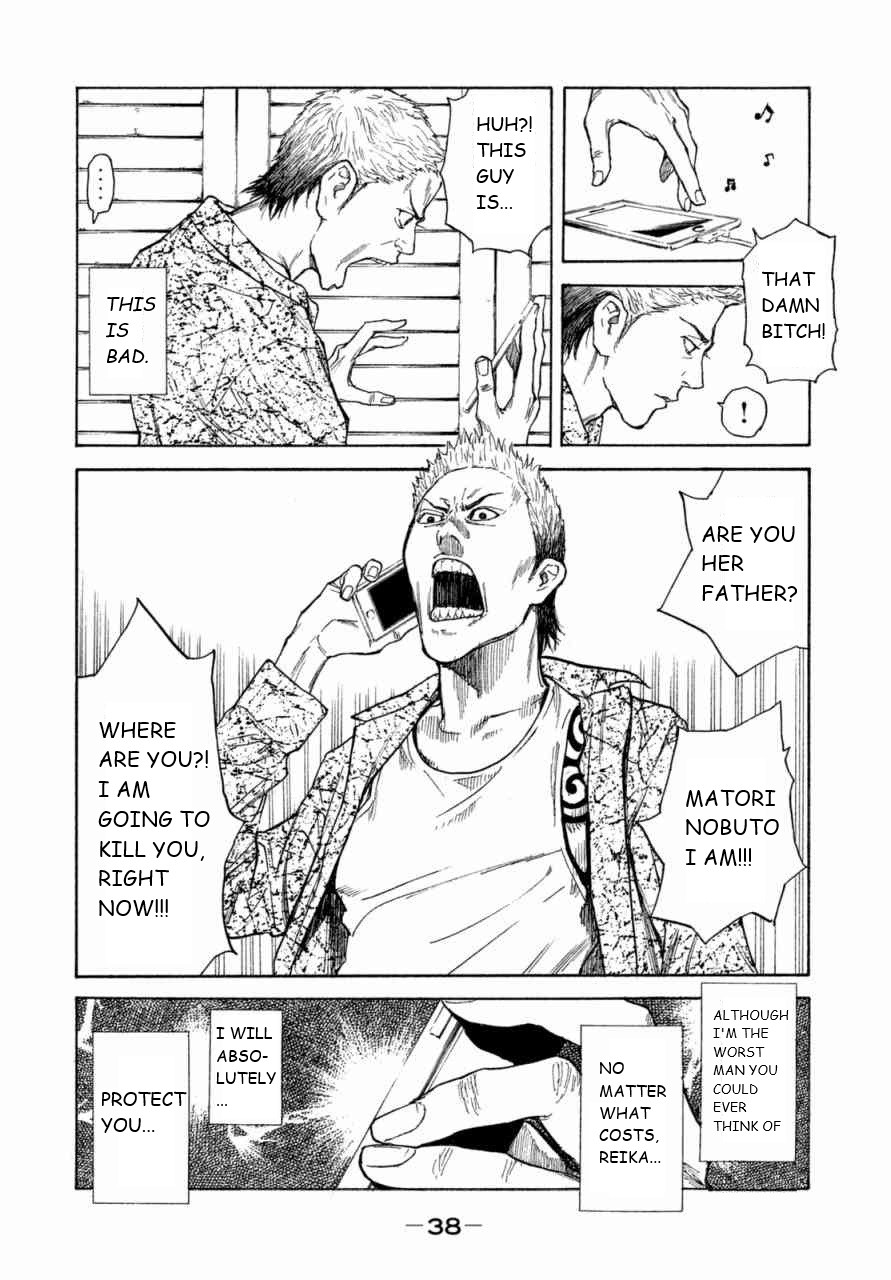 THAT
DAMN
BITCH!
!
HUH?!
THIS
GUY
IS...
....
THIS
IS
BAD.
ARE YOU
HER
FATHER?
MATORI
NOBUTO
I AM!!!
WHERE
ARE YOU?!
I AM
GOING TO
KILL YOU,
RIGHT
NOW!!!
ALTHOUGH
I'M THE
WORST
MAN YOU
COULD
EVER
THINK OF
NO
MATTER
WHAT
COSTS,
REIKA...
I WILL
ABSO-
LUTELY
...
PROTECT
YOU...
-38-